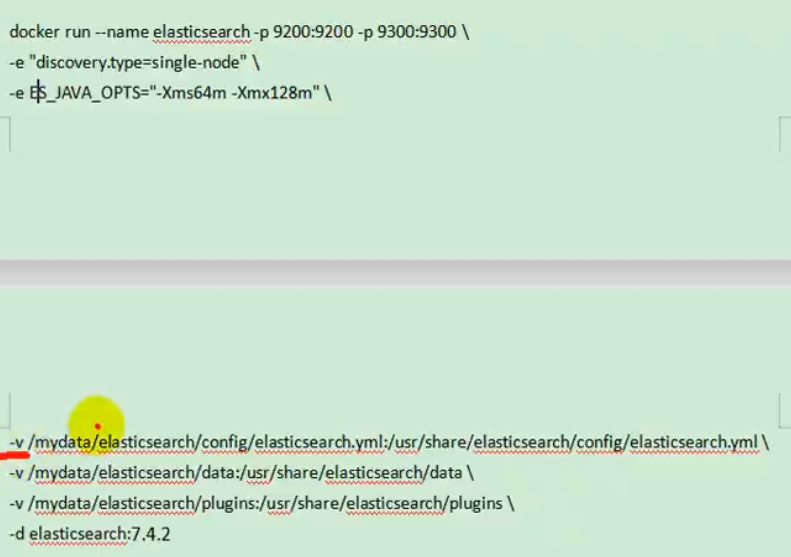 docker run --name elasticsearch -p 9200:9200 -p 9300:9300 \
-e "discovery.type=single-node" \
-e ES_JAVA_OPTS="-Xms64m -Xmx128m" \
-v /mydata/elasticsearch/config/elasticsearch.yml:/usr/share/elasticsearch/config/elasticsearch.yml \
-v /mydata/elasticsearch/data:/usr/share/elasticsearch/data \
-v /mydata/elasticsearch/plugins:/usr/share/elasticsearch/plugins \
-d elasticsearch:7.4.2